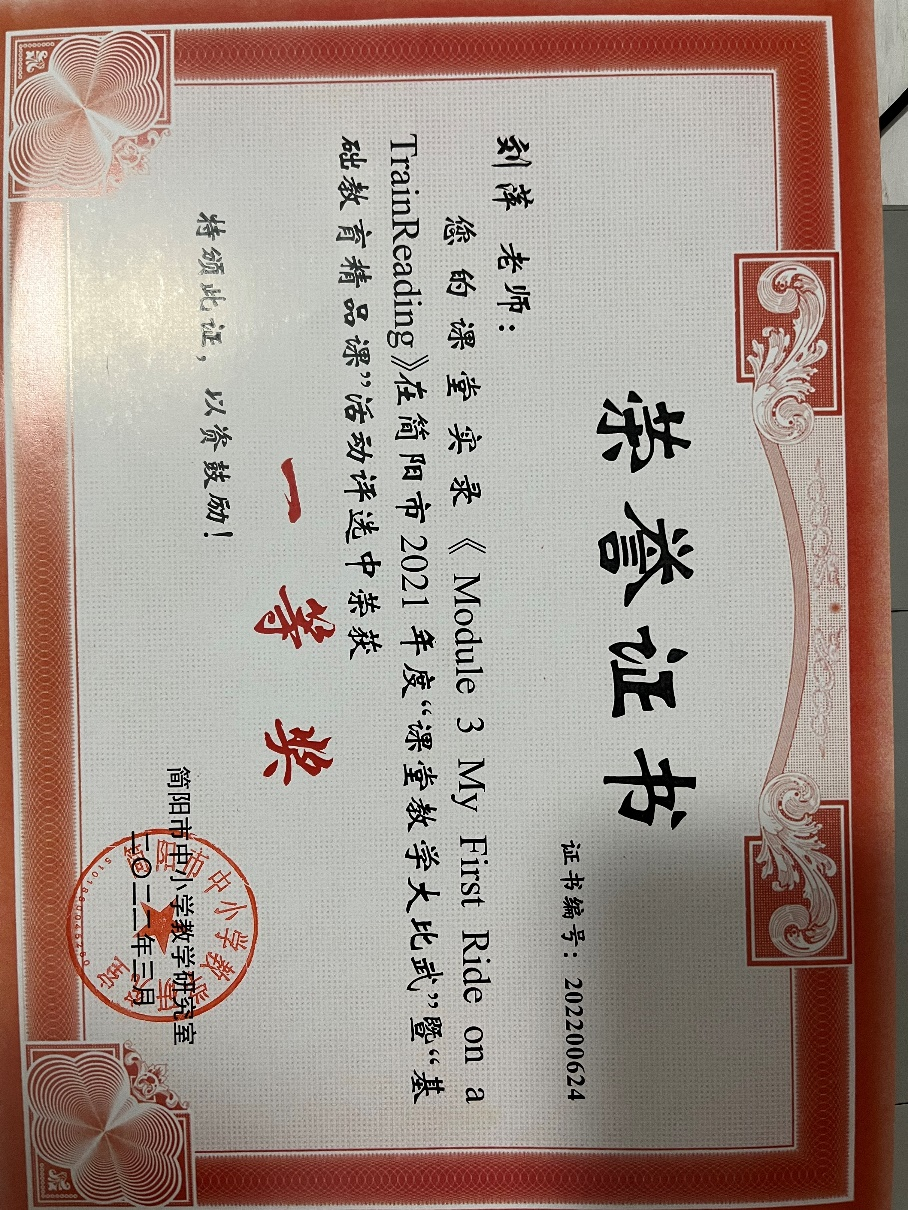 荣誉证书
证书编号：202200624
刘萍 老师：
您的课堂实录《Module 3 My First Ride on a
TrainReading》在简阳市2021年度“课堂教学大比武”暨“基
础教育精品课”活动评选中荣获
一等奖
特颁此证，以资鼓励！
简阳市中小学教学研究室
二〇二二年三月